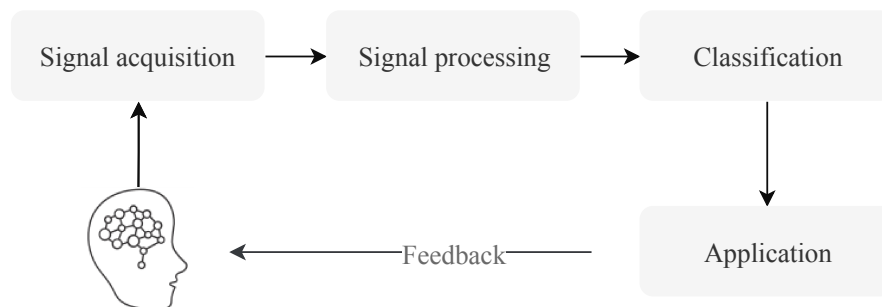 Signal acquisition
Signal processing
Classification
Application
Feedback